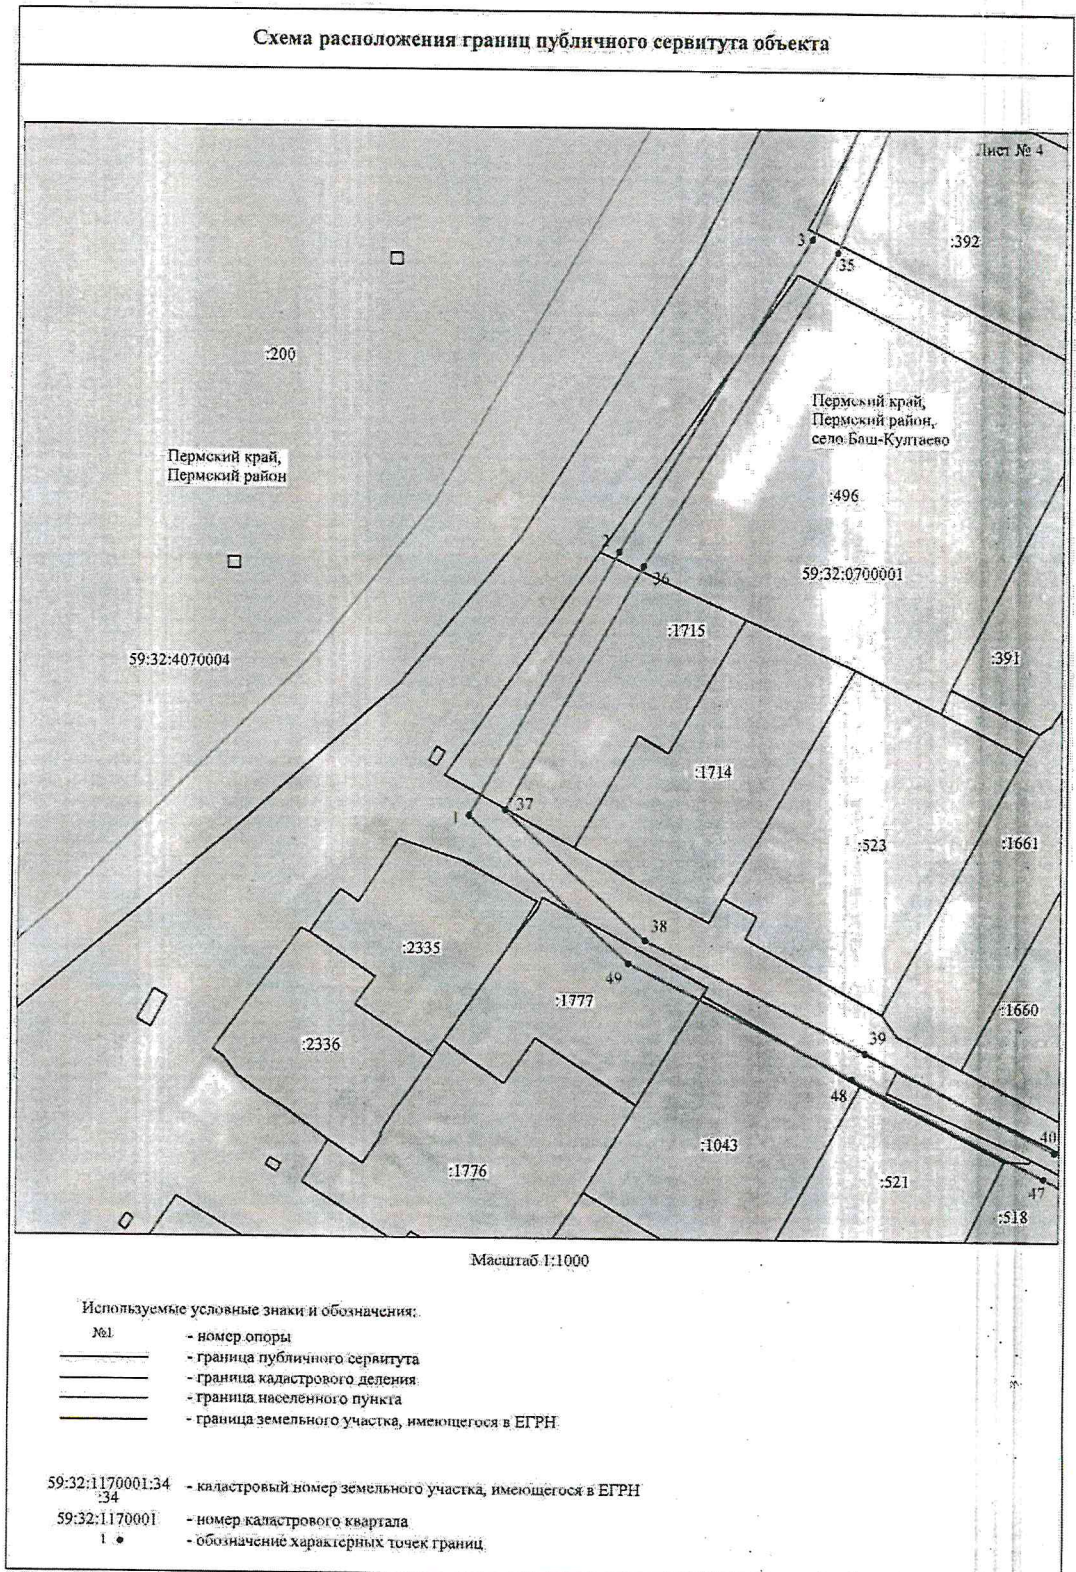 Схема расположения границ публичного сервитута объекта
Лист № 4
3
35
:392
:200
Пермский край,
Пермский район,
село Баш-Култаево
Пермский край,
Пермский район
:496
2
36
59:32:0700001
:1715
59:32:4070004
:391
:1714
37
1
:523
:1661
38
:2335
49
:1777
:1660
:2336
39
48
40
:1043
:1776
:521
47
:518
Масштаб 1:1000
Используемые условные знаки и обозначения:
№1 - номер опоры
- граница публичного сервитута
- граница кадастрового деления
- граница населенного пункта
- граница земельного участка, имеющегося в ЕГРН
59:32:1170001:34 - кадастровый номер земельного участка, имеющегося в ЕГРН
:34
59:32:1170001 - номер кадастрового квартала
1 - обозначение характерных точек границ